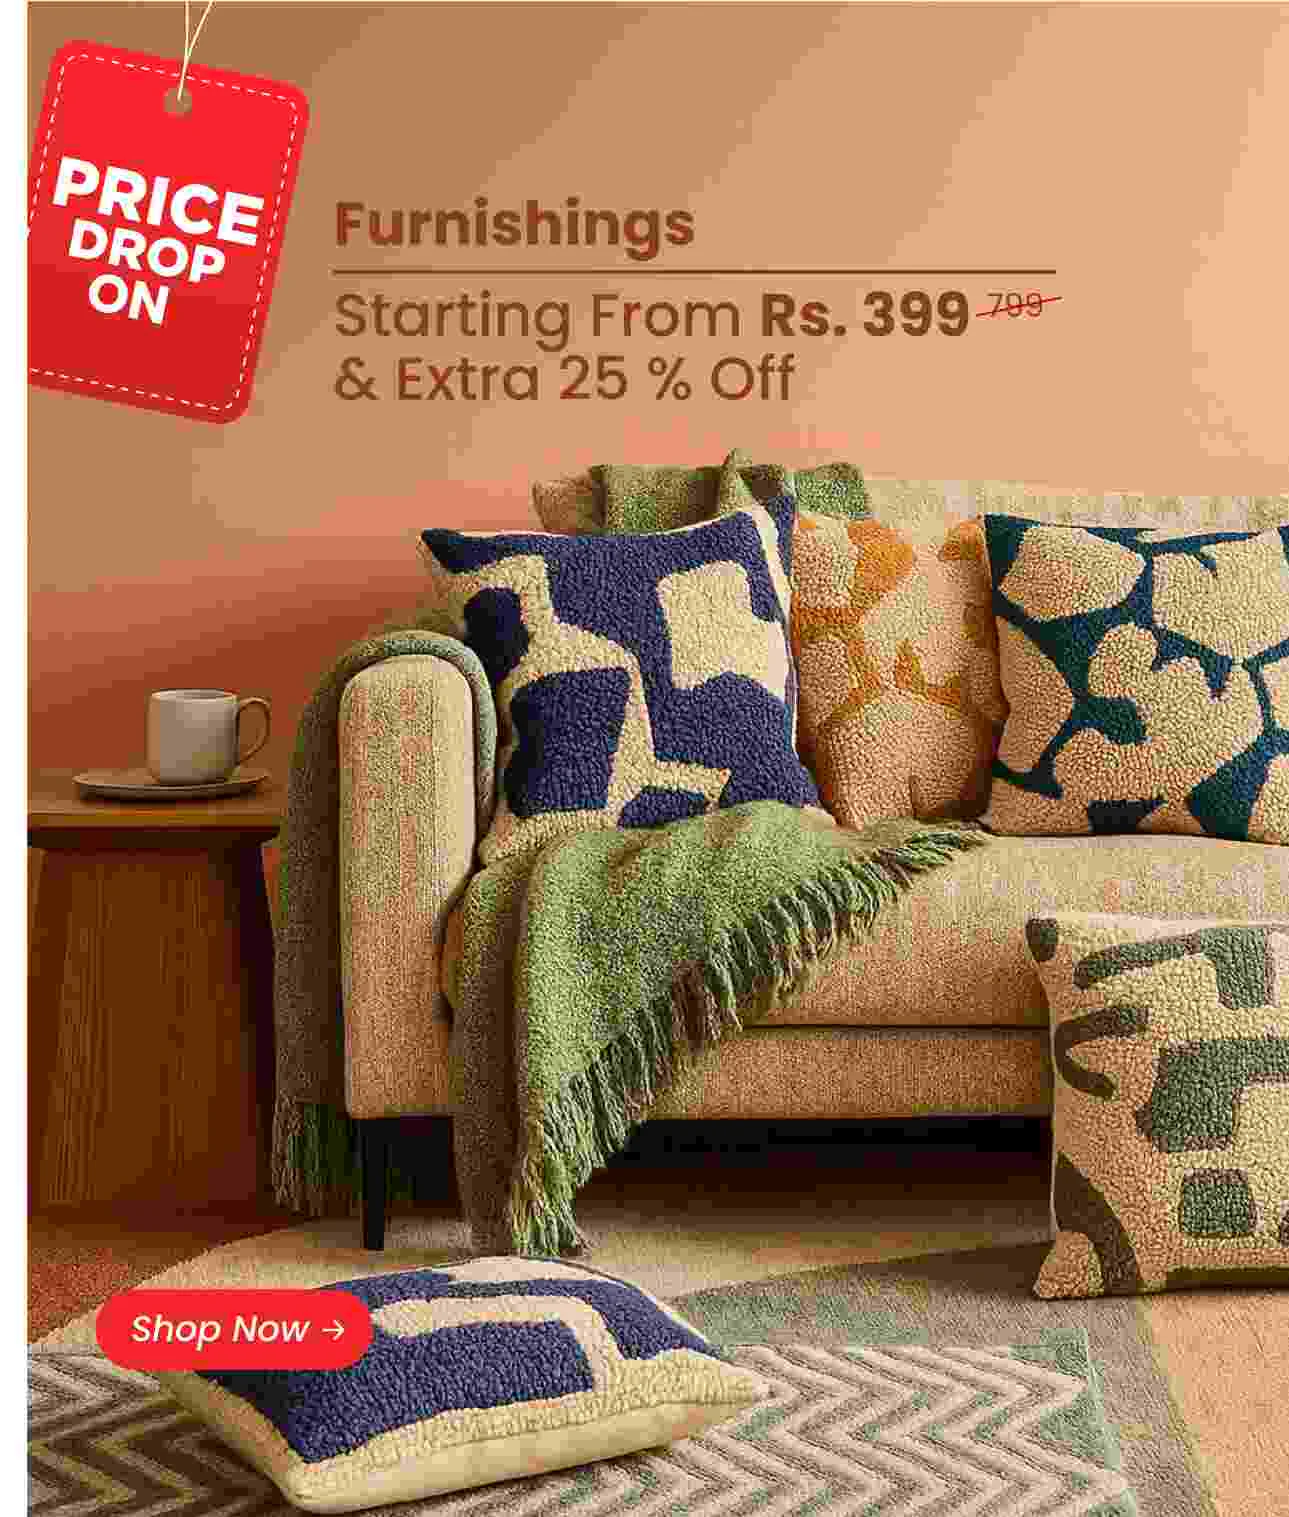 PRICE
DROP
ON
Furnishings
Starting From Rs. 399 799
& Extra 25 % Off
Shop Now →